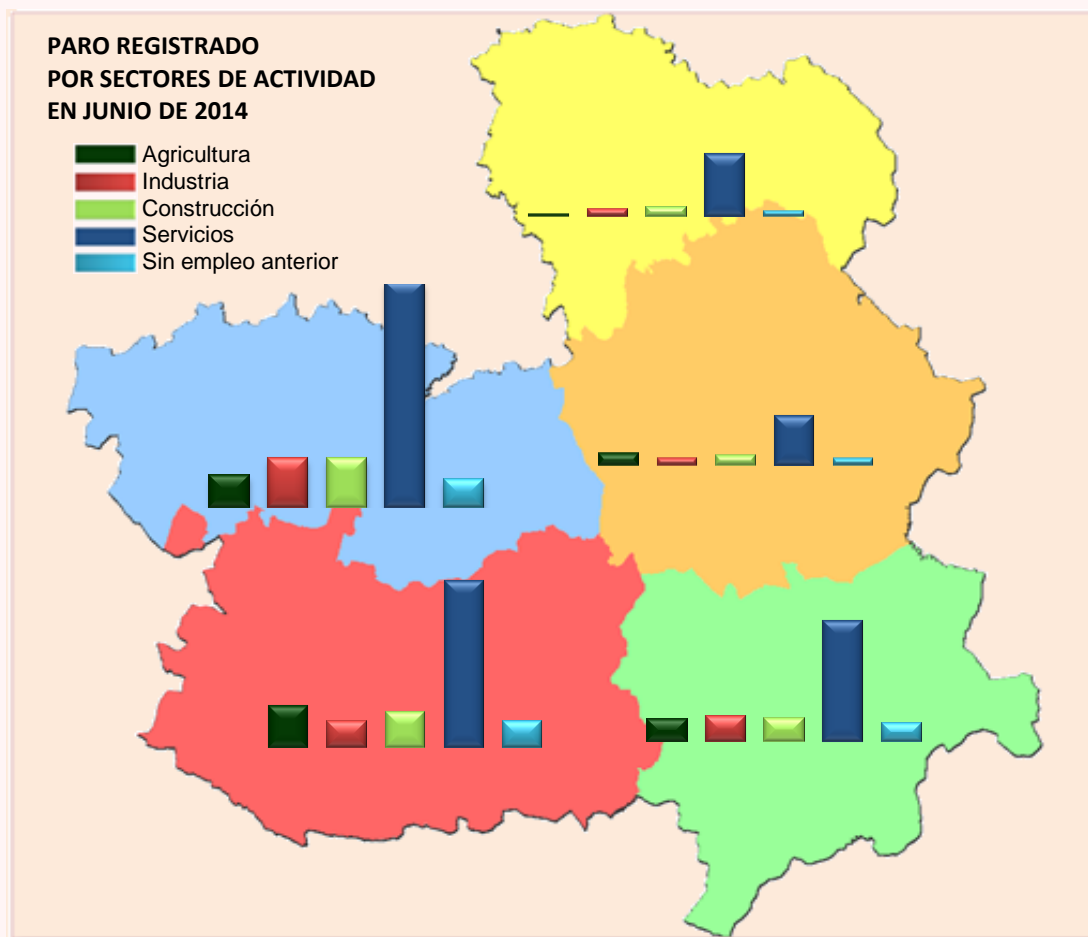 PARO REGISTRADO
POR SECTORES DE ACTIVIDAD
EN JUNIO DE 2014
Agricultura
Industria
Construcción
Servicios
Sin empleo anterior